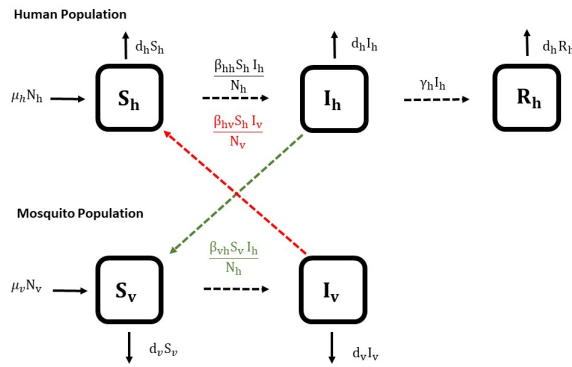 Human Population
d_hS_h
d_hI_h
d_hR_h
μ_hN_h
S_h
β_hhS_h I_h
N_h
I_h
γ_hI_h
R_h
β_hvS_h I_v
N_v
Mosquito Population
μ_vN_v
S_v
β_vhS_v I_h
N_h
I_v
d_vS_v
d_vI_v